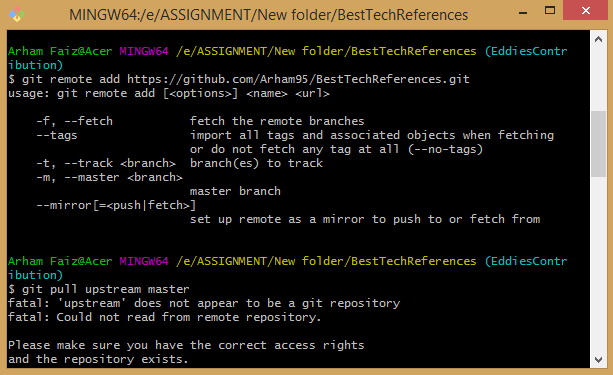 MINGW64:/e/ASSIGNMENT/New folder/BestTechReferences
Arham Faiz@Acer MINGW64 /e/ASSIGNMENT/New folder/BestTechReferences (EddiesContr
ibution)
$ git remote add https://github.com/Arham95/BestTechReferences.git
usage: git remote add [<options>] <name> <url>
-f, --fetch fetch the remote branches
--tags import all tags and associated objects when fetching
or do not fetch any tag at all (--no-tags)
-t, --track <branch> branch(es) to track
-m, --master <branch>
master branch
--mirror[=<push|fetch>]
set up remote as a mirror to push to or fetch from
Arham Faiz@Acer MINGW64 /e/ASSIGNMENT/New folder/BestTechReferences (EddiesContr
ibution)
$ git pull upstream master
fatal: 'upstream' does not appear to be a git repository
fatal: Could not read from remote repository.
Please make sure you have the correct access rights
and the repository exists.